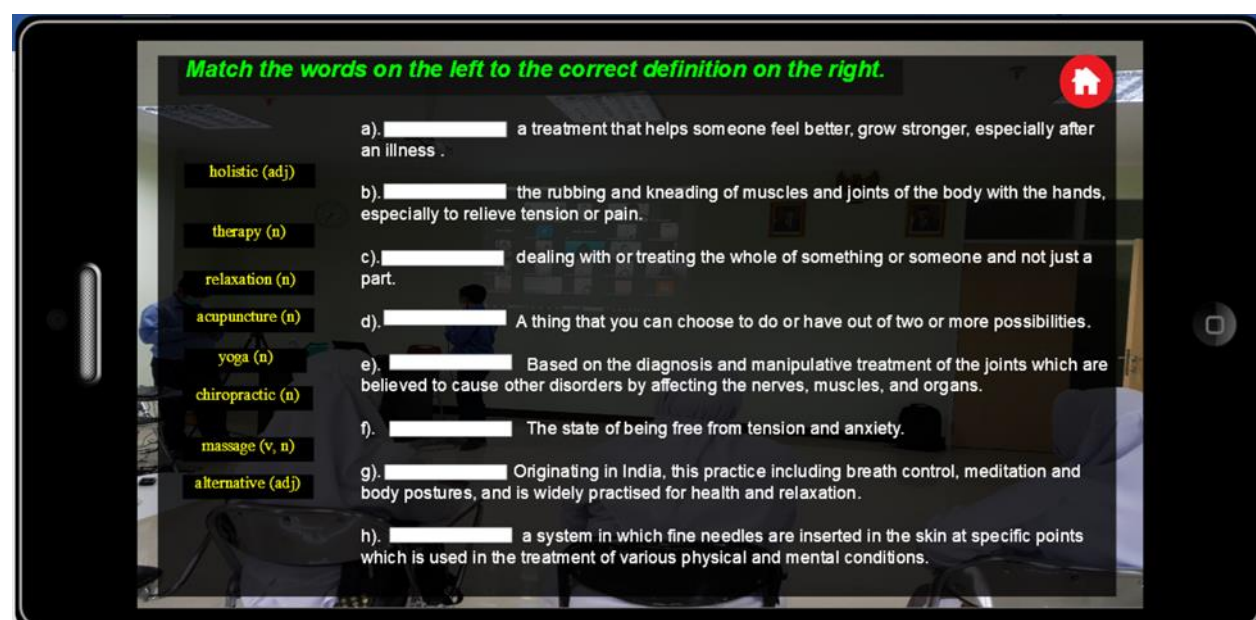 Match the words on the left to the correct definition on the right.
holistic (adj)
therapy (n)
relaxation (n)
acupuncture (n)
yoga (n)
chiropractic (n)
massage (v, n)
alternative (adj)
a). a treatment that helps someone feel better, grow stronger, especially after
an illness .
b). the rubbing and kneading of muscles and joints of the body with the hands,
especially to relieve tension or pain.
c). dealing with or treating the whole of something or someone and not just a
part.
d). A thing that you can choose to do or have out of two or more possibilities.
e). Based on the diagnosis and manipulative treatment of the joints which are
believed to cause other disorders by affecting the nerves, muscles, and organs.
f). The state of being free from tension and anxiety.
g). Originating in India, this practice including breath control, meditation and
body postures, and is widely practised for health and relaxation.
h). a system in which fine needles are inserted in the skin at specific points
which is used in the treatment of various physical and mental conditions.